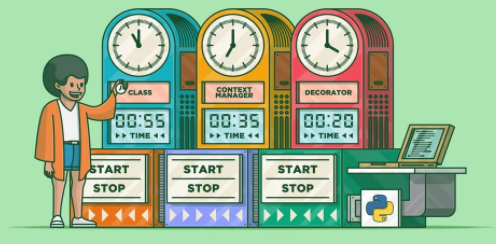 CLASS
CONTEXT
MANAGER
DECORATOR
00:55
TIME
00:35
TIME
00:20
TIME
START
STOP
START
STOP
START
STOP